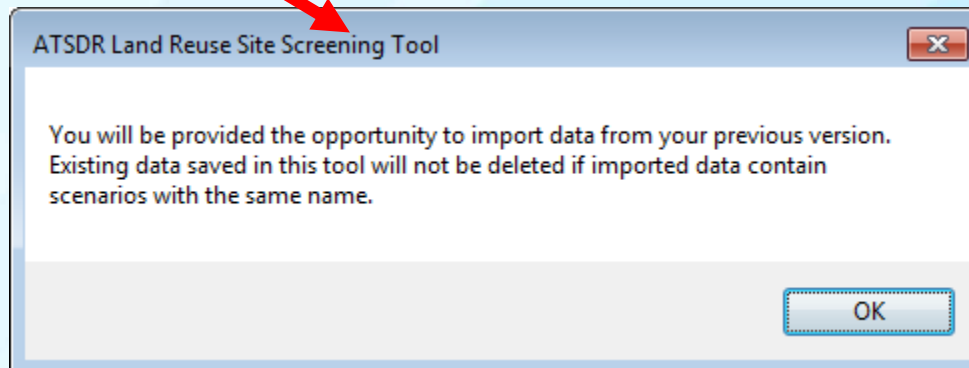 ATSDR Land Reuse Site Screening Tool
You will be provided the opportunity to import data from your previous version.
Existing data saved in this tool will not be deleted if imported data contain
scenarios with the same name.
OK